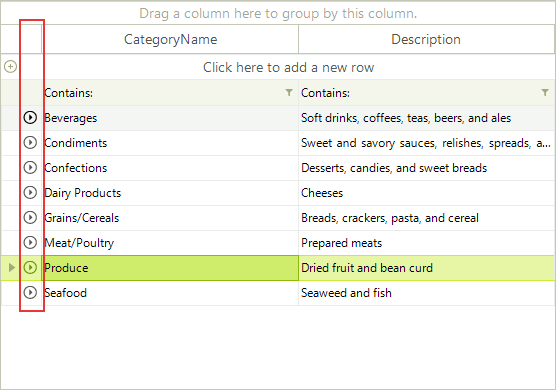 Drag a column here to group by this column.
CategoryName Description
Click here to add a new row
Contains: Contains:
Beverages Soft drinks, coffees, teas, beers, and ales
Condiments Sweet and savory sauces, relishes, spreads, a...
Confections Desserts, candies, and sweet breads
Dairy Products Cheeses
Grains/Cereals Breads, crackers, pasta, and cereal
Meat/Poultry Prepared meats
Produce Dried fruit and bean curd
Seafood Seaweed and fish